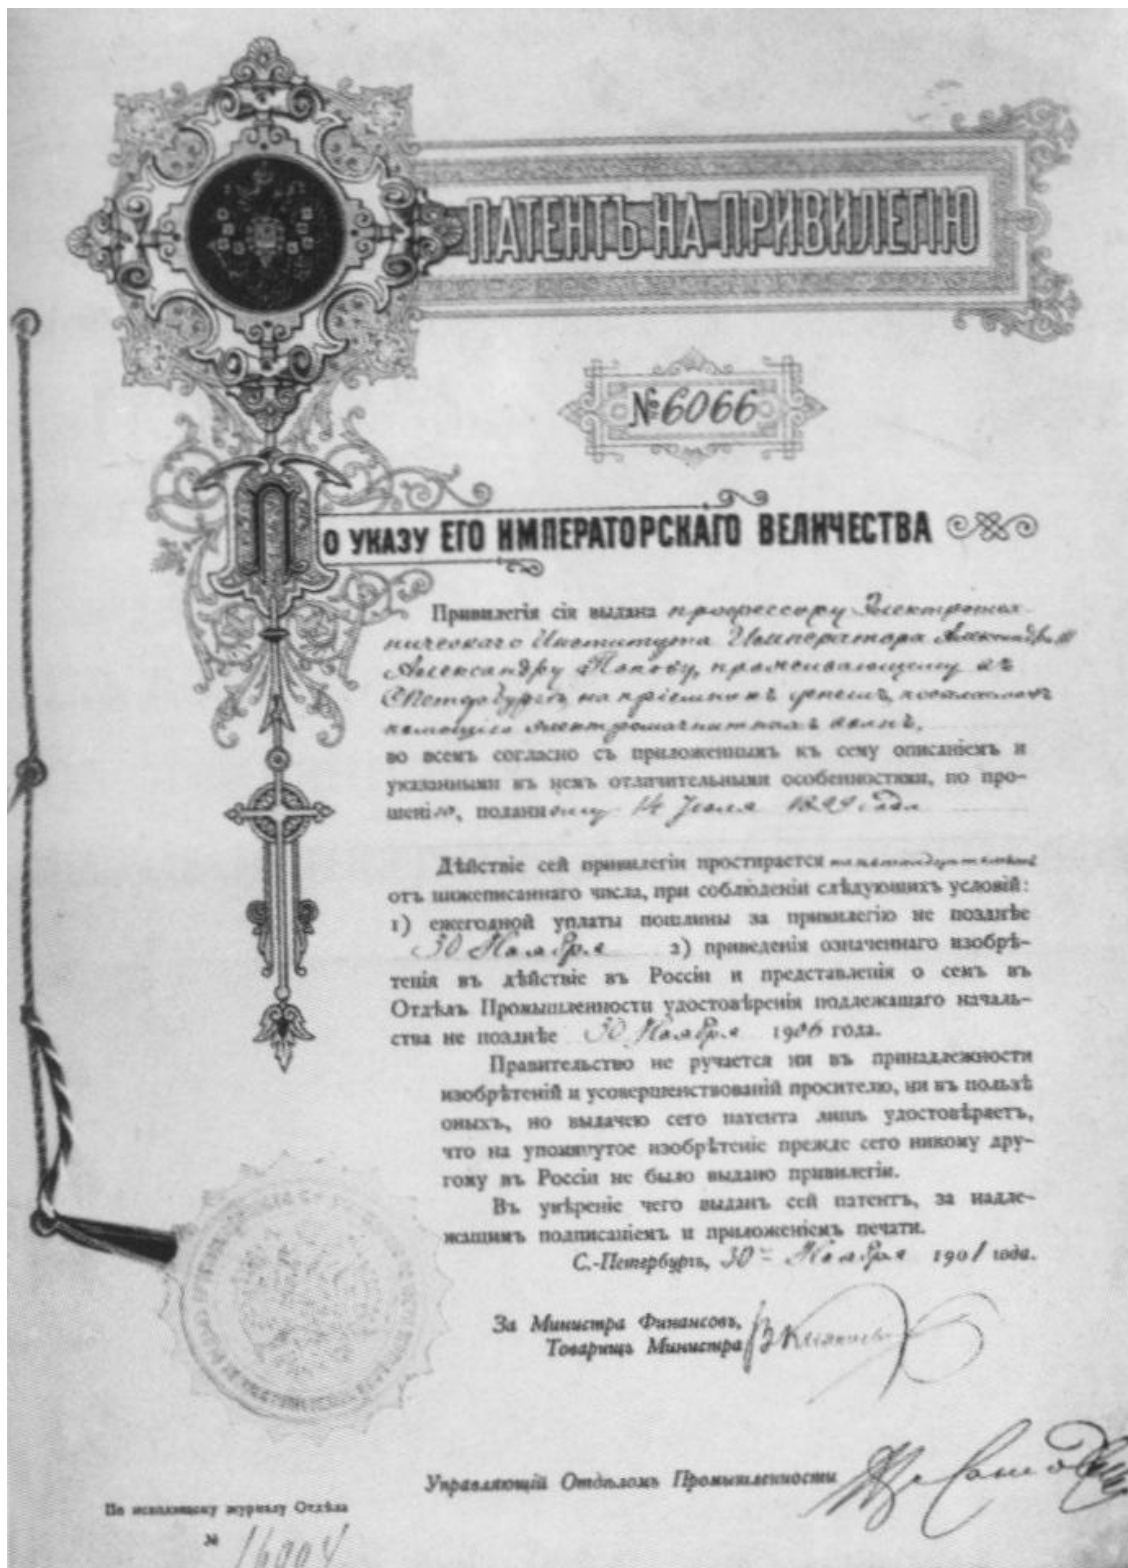 ПАТЕНТЪ НА ПРИВИЛЕГІЮ
№ 6066
ПО УКАЗУ ЕГО ИМПЕРАТОРСКАГО ВЕЛИЧЕСТВА
Привилегія сія выдана профессору Электротех
ническаго Института Императора Александра III
Александру Попову, проживающему въ
СПетербургѣ, на пріемникъ депешъ, посылаемыхъ
помощью электромагнитныхъ волнъ,
во всемъ согласно съ приложеннымъ къ сему описаніемъ и
указанными въ немъ отличительными особенностями, по про-
шенію, поданному 14 Іюля 1899 года
Дѣйствіе сей привилегіи простирается на пятнадцать лѣтъ
отъ нижеписаннаго числа, при соблюденіи слѣдующихъ условій:
1) ежегодной уплаты пошлины за привилегію не позднѣе
30 Ноября 2) приведенія означеннаго изобрѣ-
тенія въ дѣйствіе въ Россіи и представленія о семъ въ
Отдѣлъ Промышленности удостовѣренія подлежащаго началь-
ства не позднѣе 30 Ноября 1906 года.
Правительство не ручается ни въ принадлежности
изобрѣтеній и усовершенствованій просителю, ни въ пользѣ
оныхъ, но выдачею сего патента лишь удостовѣряетъ,
что на упомянутое изобрѣтеніе прежде сего никому дру-
гому въ Россіи не было выдано привилегіи.
Въ увѣреніе чего выданъ сей патентъ, за надле-
жащимъ подписаніемъ и приложеніемъ печати.
С.-Петербургъ, 30 Ноября 1901 года.
За Министра Финансовъ,
Товарищъ Министра
Управляющій Отдѣломъ Промышленности
По исходящему журналу Отдѣла
№ 16004